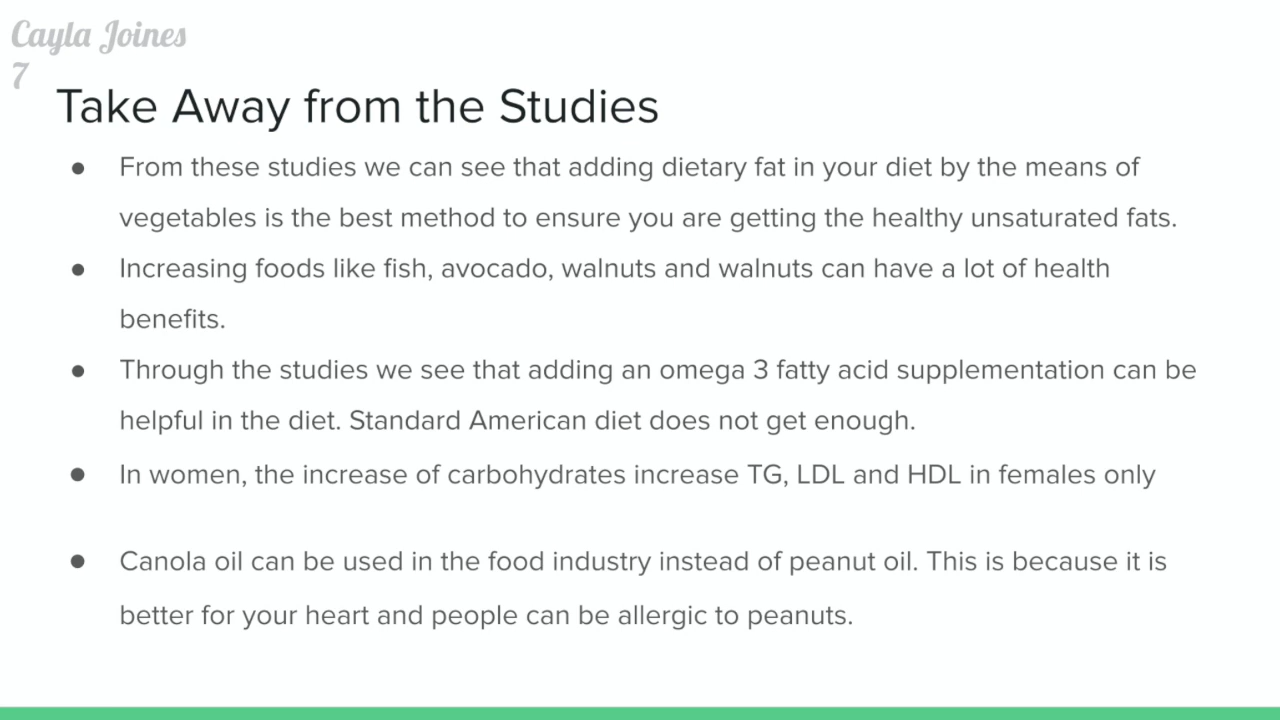 Cayla Joines
7
Take Away from the Studies
● From these studies we can see that adding dietary fat in your diet by the means of
vegetables is the best method to ensure you are getting the healthy unsaturated fats.
● Increasing foods like fish, avocado, walnuts and walnuts can have a lot of health
benefits.
● Through the studies we see that adding an omega 3 fatty acid supplementation can be
helpful in the diet. Standard American diet does not get enough.
● In women, the increase of carbohydrates increase TG, LDL and HDL in females only
● Canola oil can be used in the food industry instead of peanut oil. This is because it is
better for your heart and people can be allergic to peanuts.